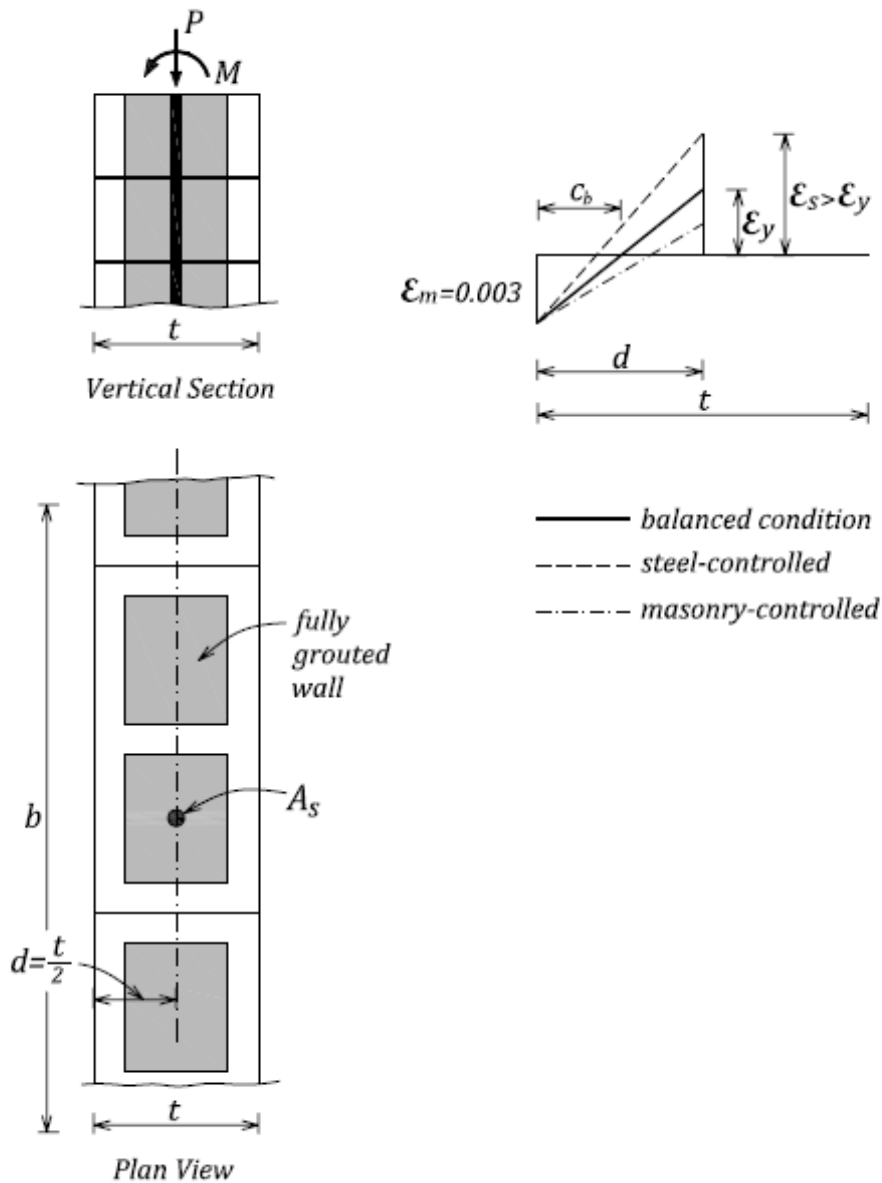 P
M
t
Vertical Section
c_b
ε_s>ε_y
ε_y
ε_m=0.003
d
t
balanced condition
steel-controlled
masonry-controlled
fully
grouted
wall
A_s
b
d=t/2
t
Plan View